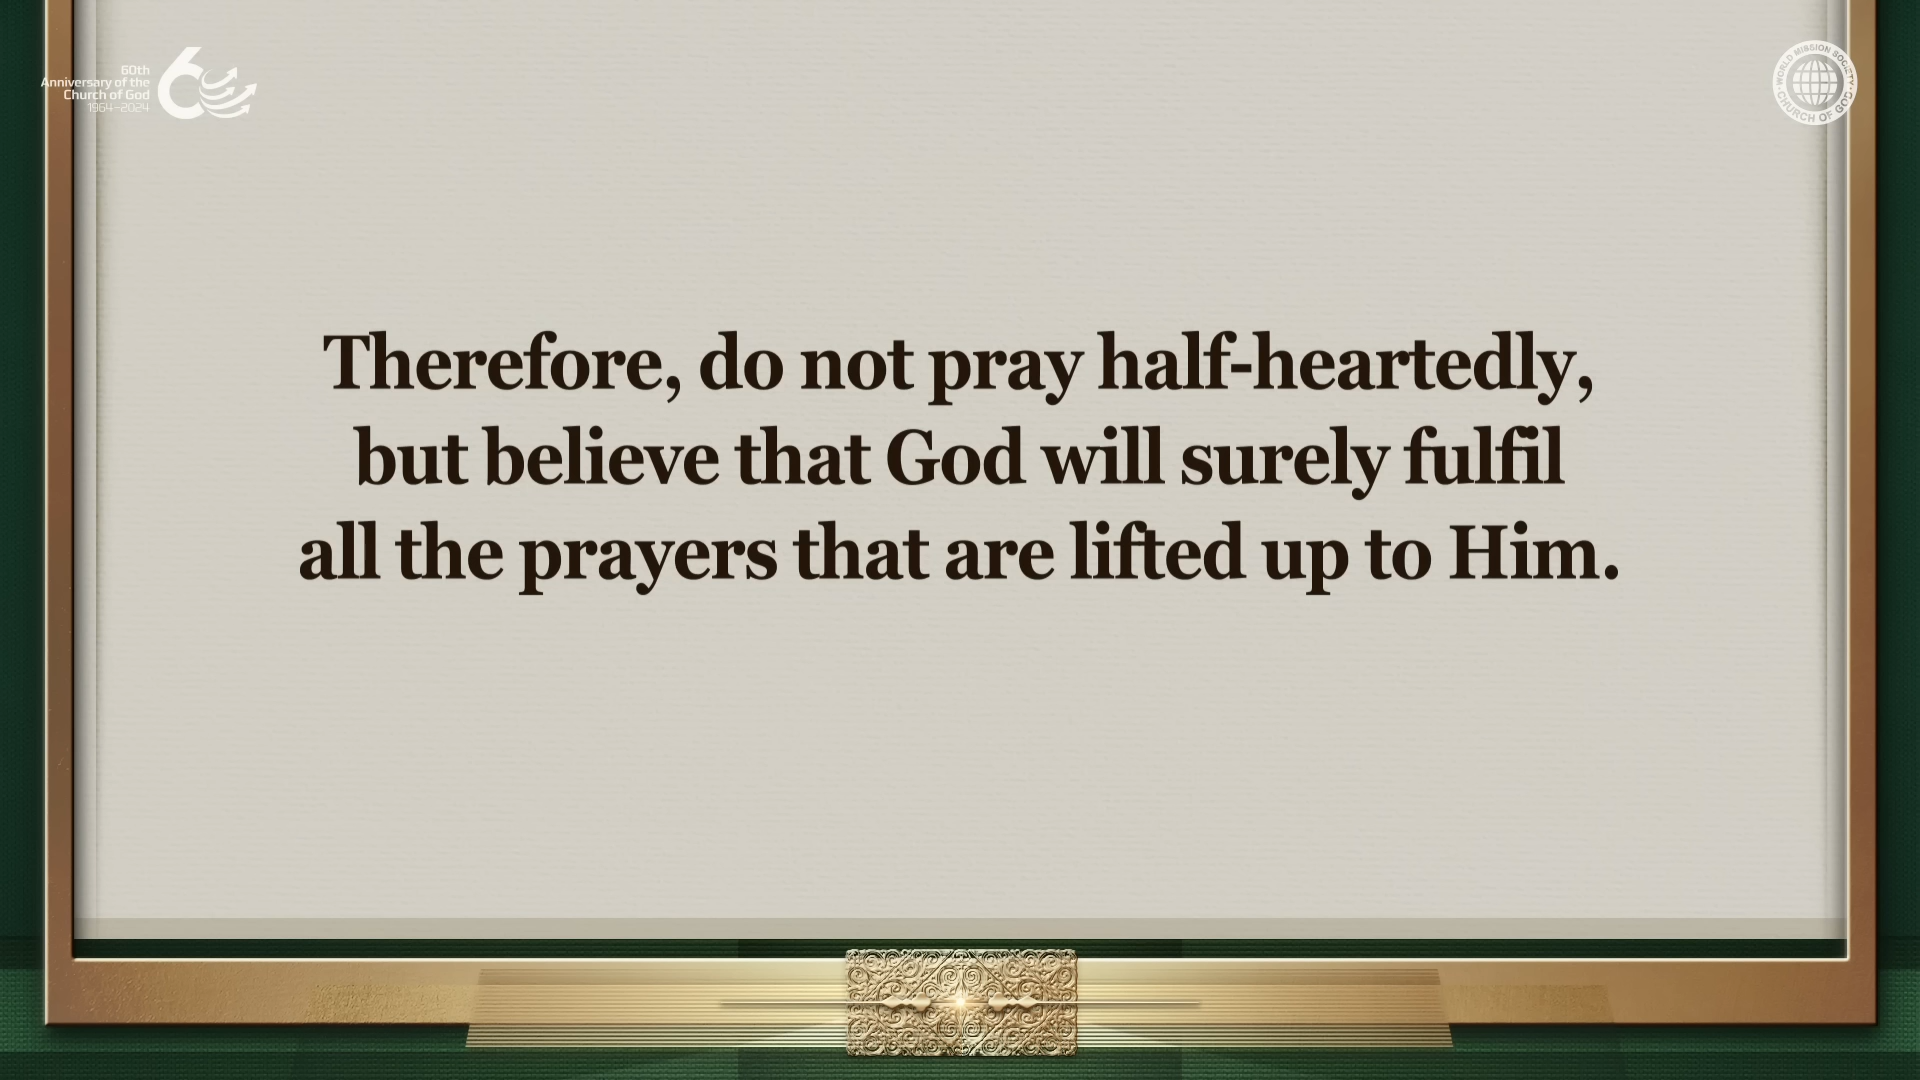 60th
Anniversary of the
Church of God
1964–2024
WORLD MISSION SOCIETY
CHURCH OF GOD
Therefore, do not pray half-heartedly,
but believe that God will surely fulfil
all the prayers that are lifted up to Him.